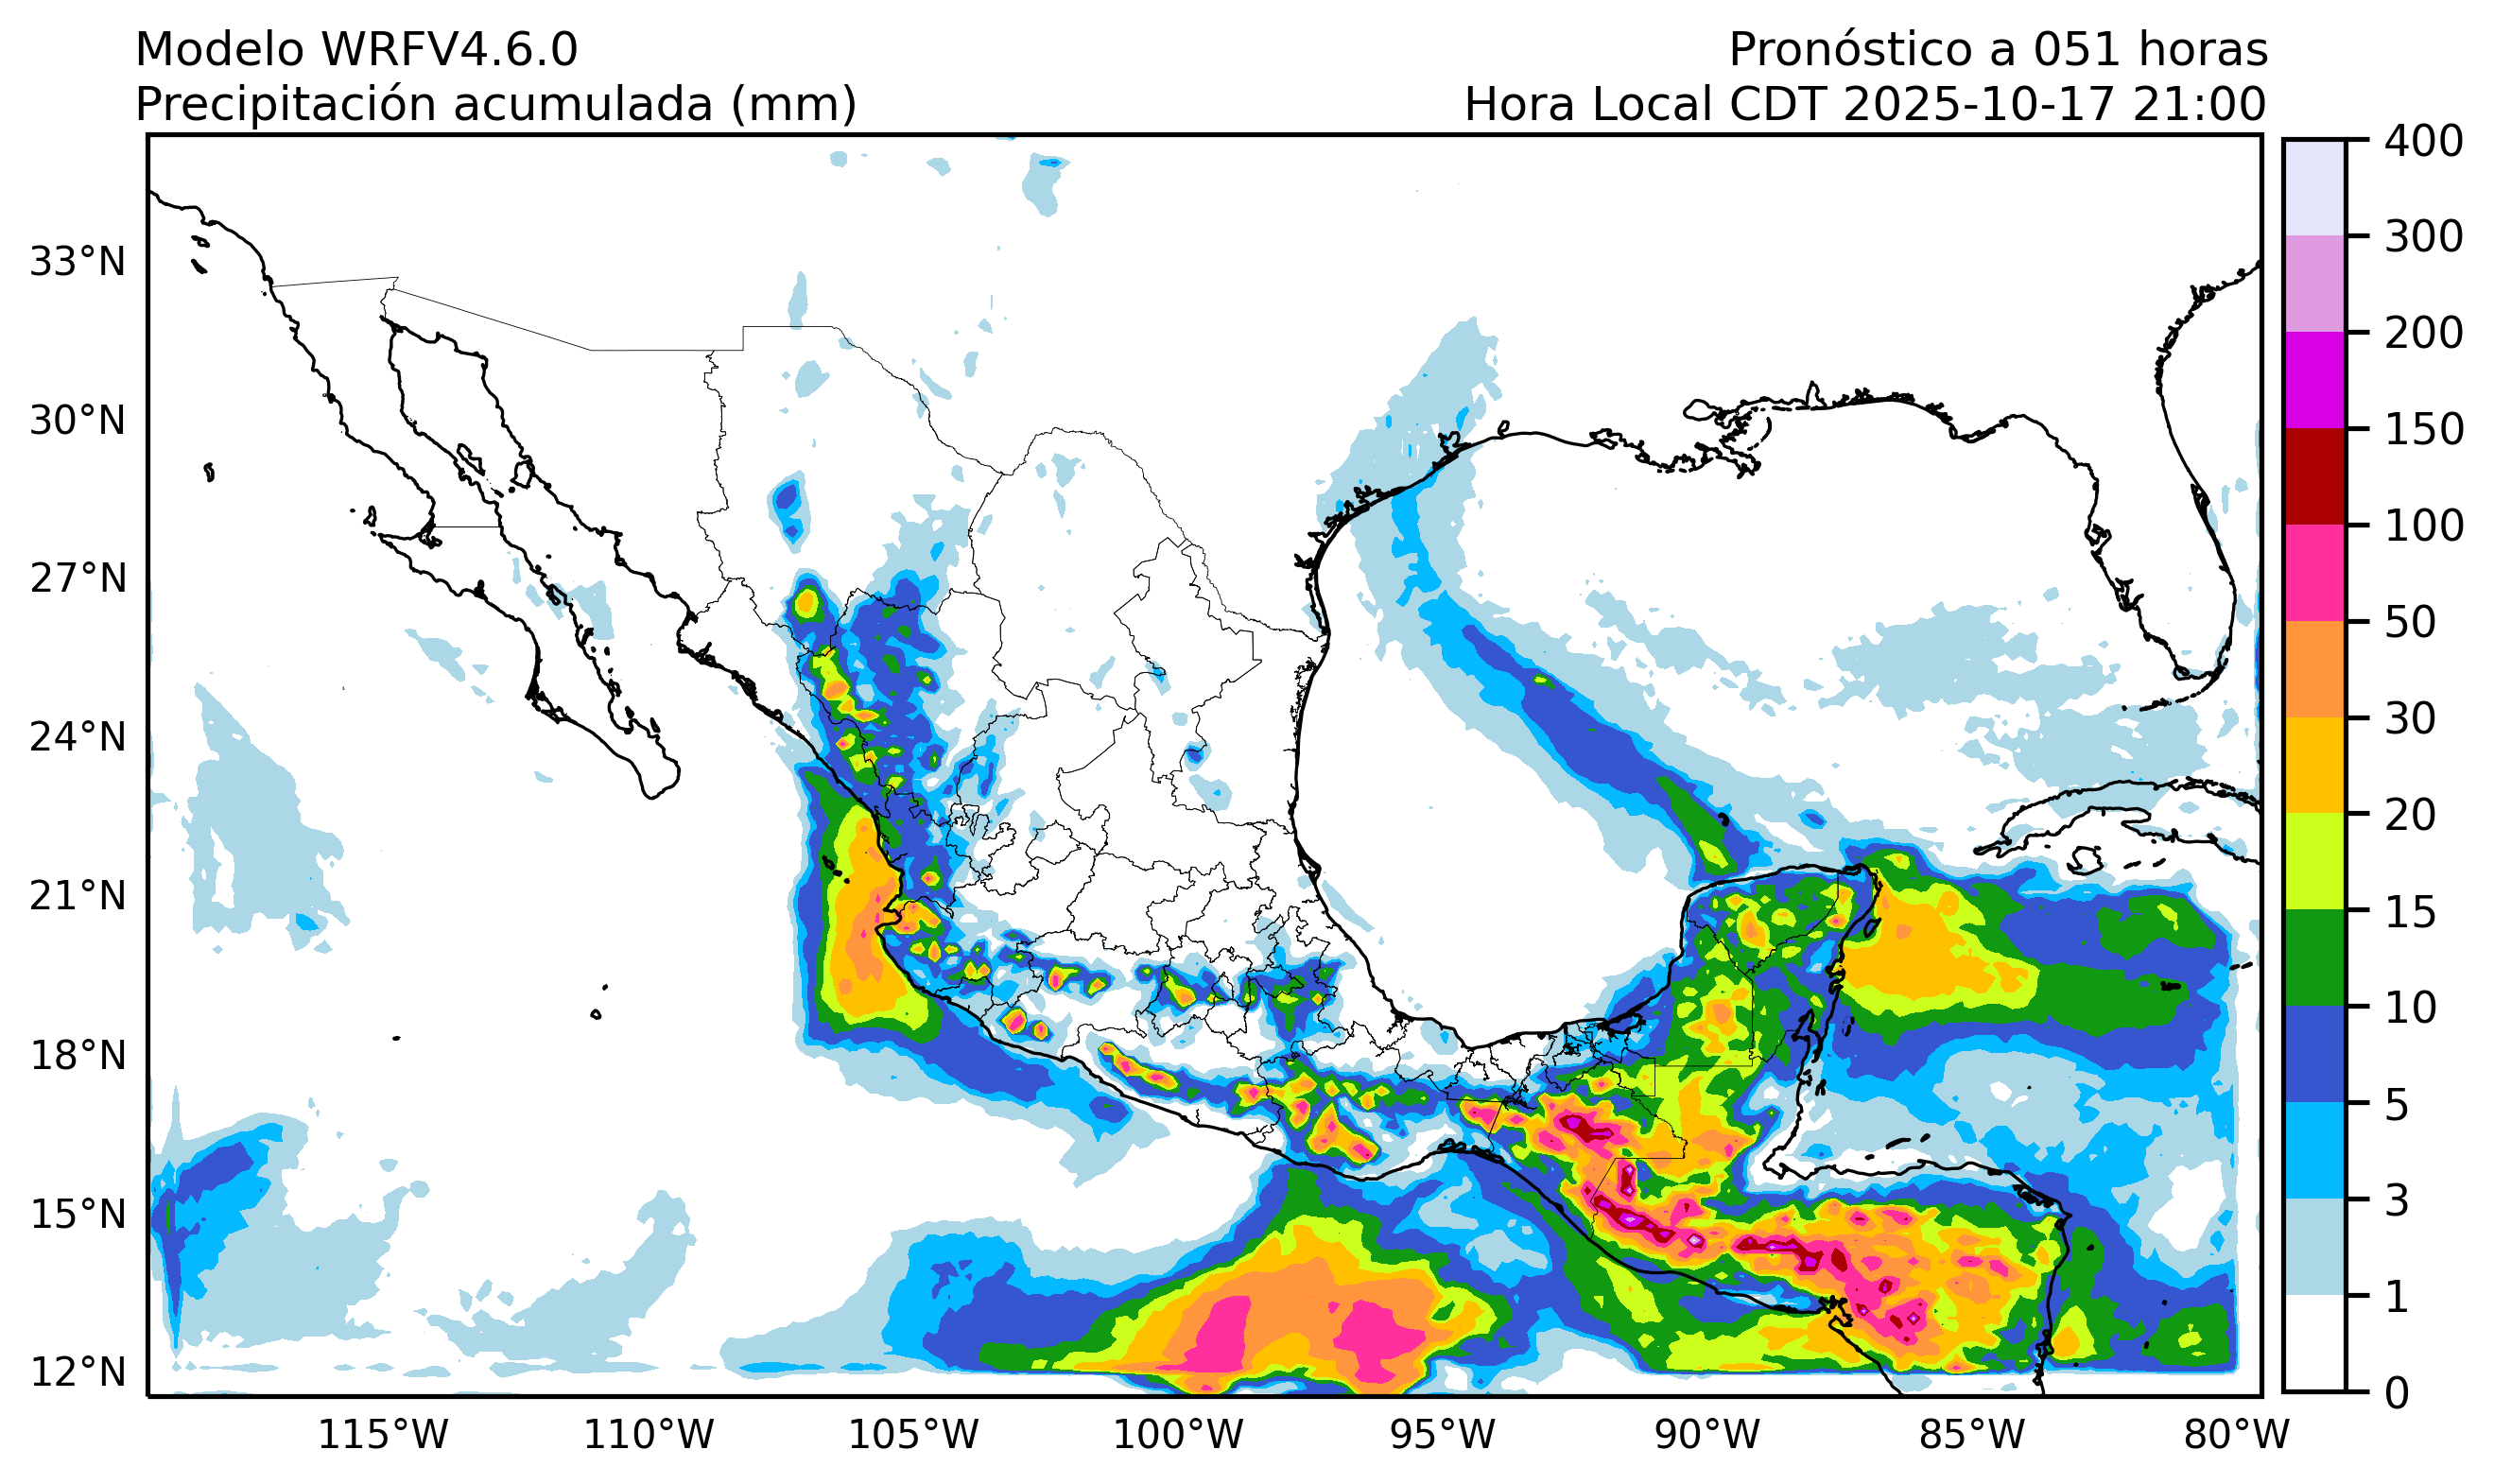 Modelo WRFV4.6.0
Pronóstico a 051 horas
Precipitación acumulada (mm)
Hora Local CDT 2025-10-17 21:00
33°N
30°N
27°N
24°N
21°N
18°N
15°N
12°N
115°W
110°W
105°W
100°W
95°W
90°W
85°W
80°W
400
300
200
150
100
50
30
20
15
10
5
3
1
0